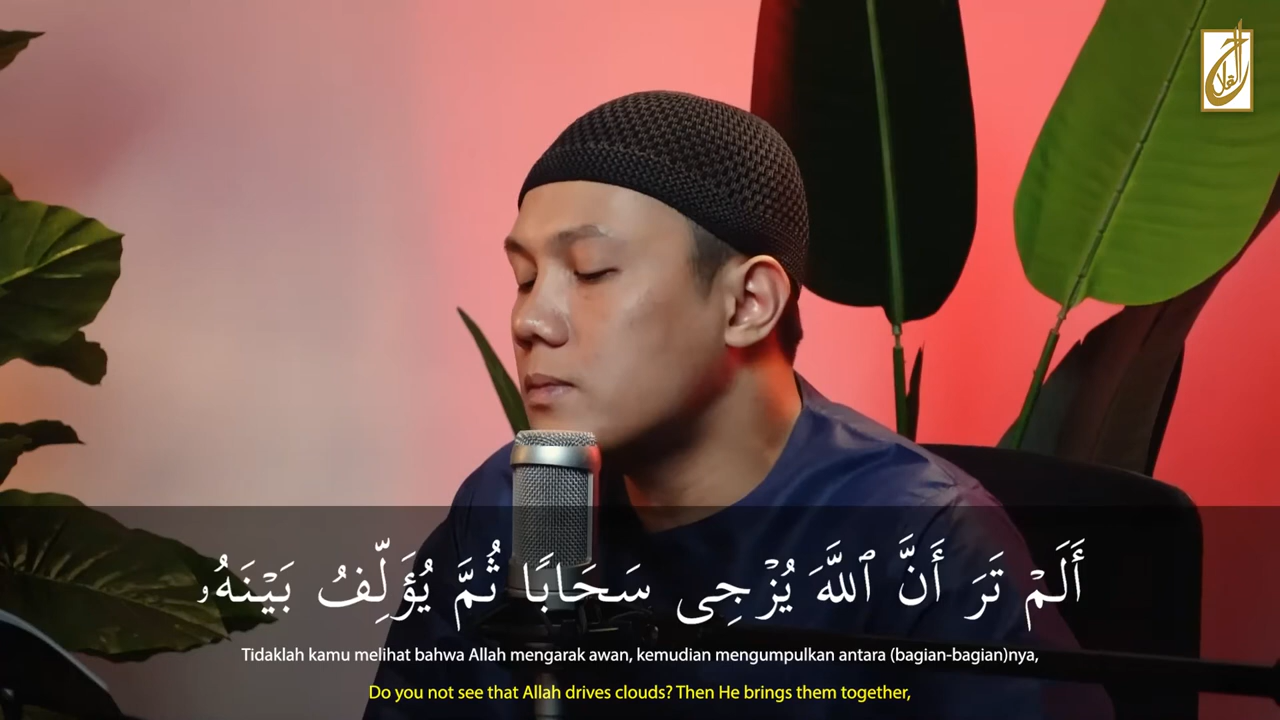 أَلَمْ تَرَ أَنَّ ٱللَّهَ يُزْجِى سَحَابًا ثُمَّ يُؤَلِّفُ بَيْنَهُۥ
Tidaklah kamu melihat bahwa Allah mengarak awan, kemudian mengumpulkan antara (bagian-bagian)nya,
Do you not see that Allah drives clouds? Then He brings them together,